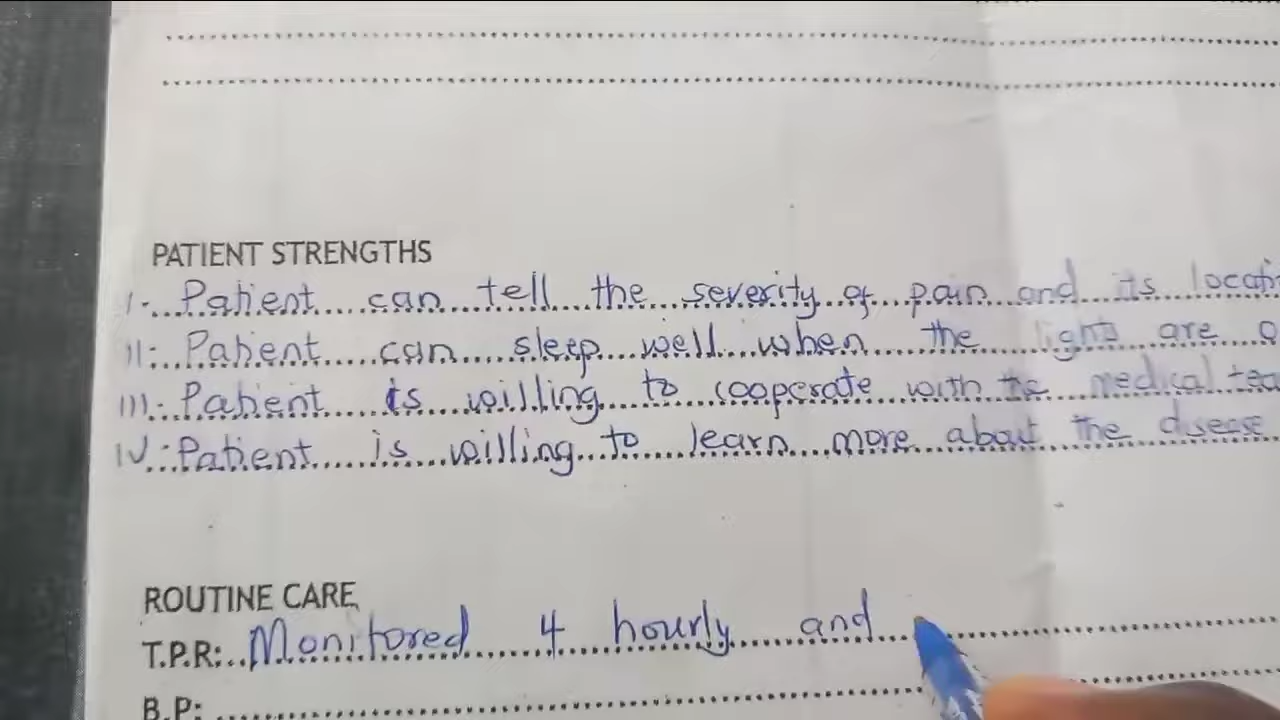 PATIENT STRENGTHS
I. Patient can tell the severity of pain and its
II. Patient can sleep well when the lights are
III. Patient is willing to cooperate with the medical
IV. Patient is willing to learn more about the disease
ROUTINE CARE
T.P.R: Monitored 4 hourly and
B.P: